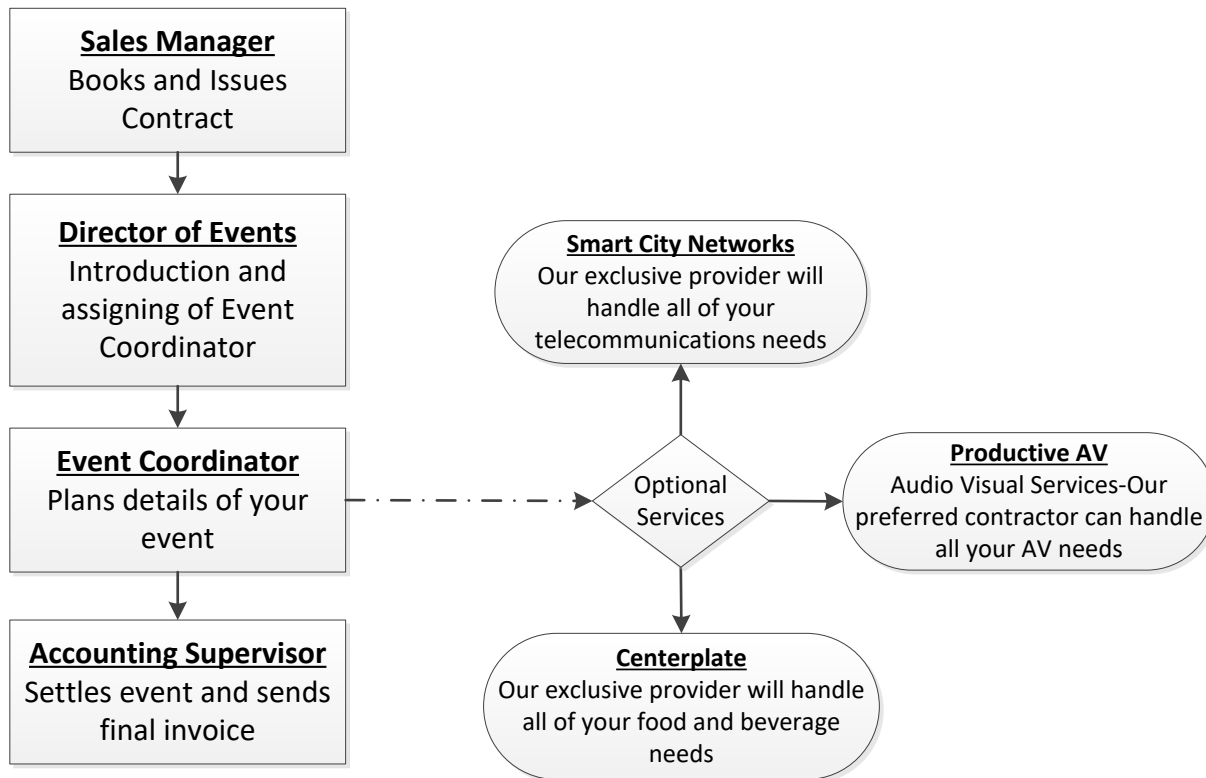 Sales Manager
Books and Issues
Contract
Director of Events
Introduction and
assigning of Event
Coordinator
Event Coordinator
Plans details of your
event
Accounting Supervisor
Settles event and sends
final invoice
Smart City Networks
Our exclusive provider will
handle all of your
telecommunications needs
Optional
Services
Productive AV
Audio Visual Services-Our
preferred contractor can handle
all your AV needs
Centerplate
Our exclusive provider will handle
all of your food and beverage
needs